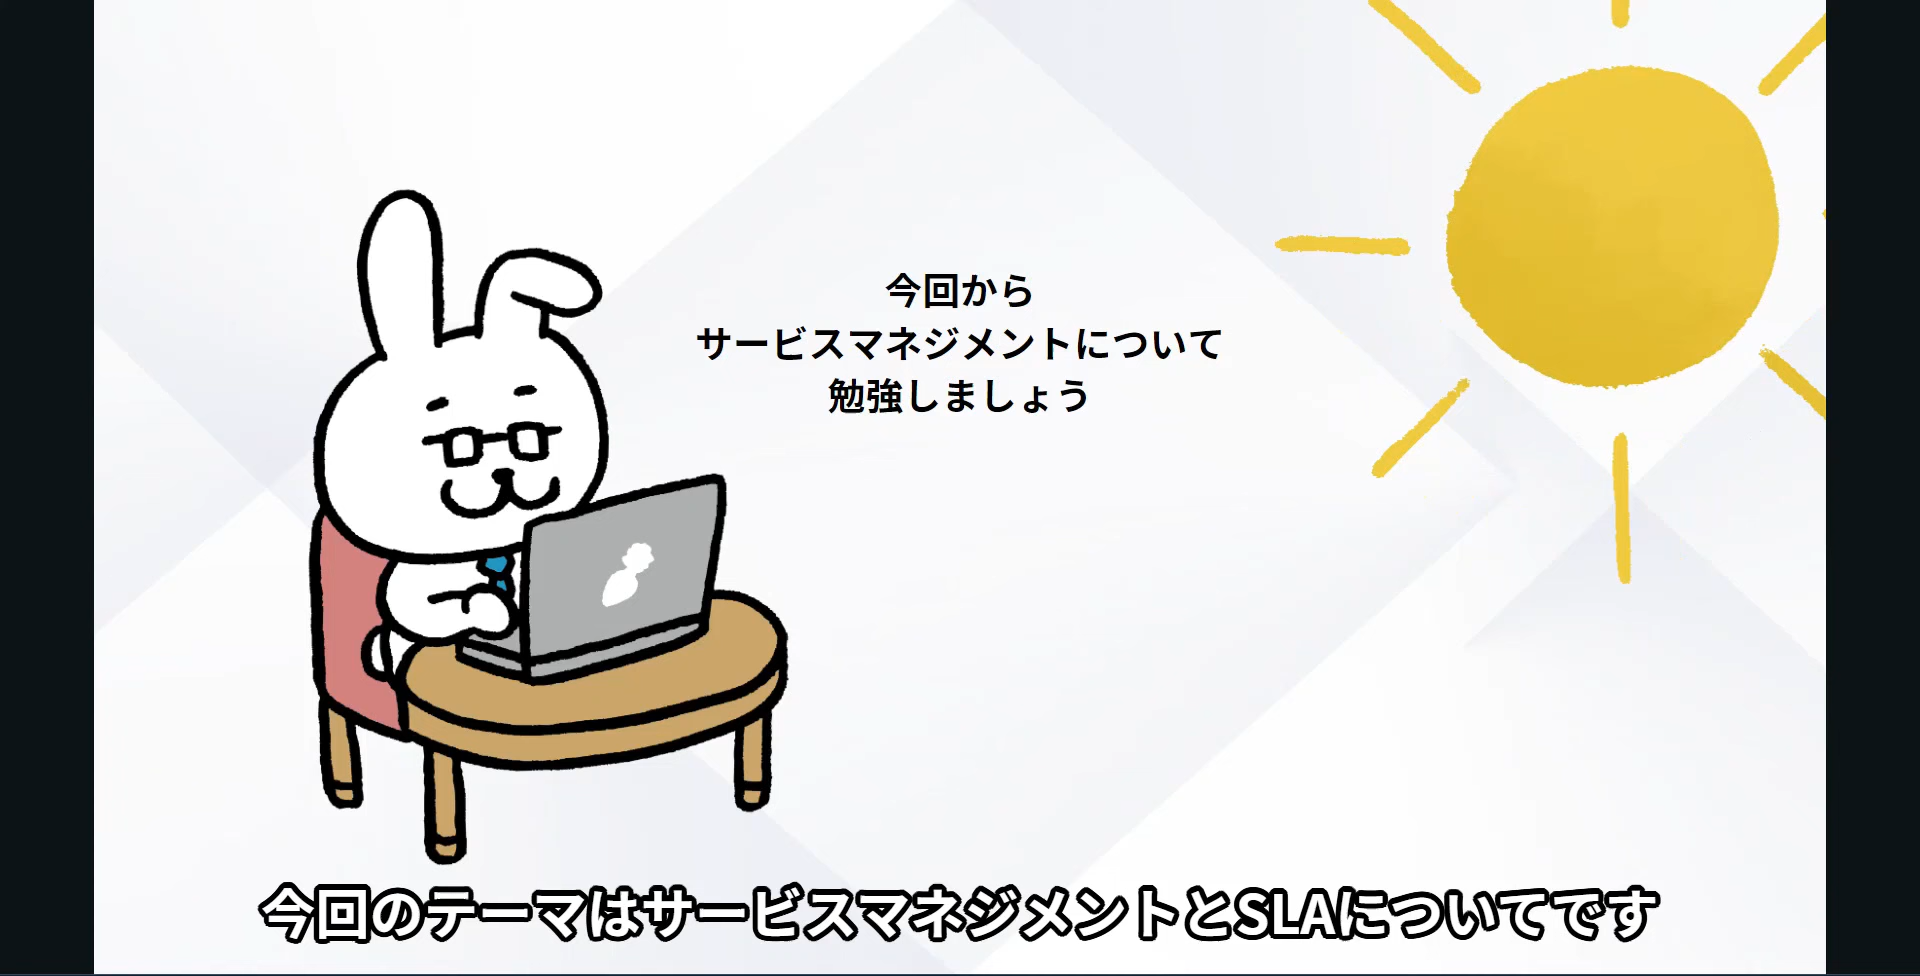 今回から
サービスマネジメントについて
勉強しましょう
今回のテーマはサービスマネジメントとSLAについてです